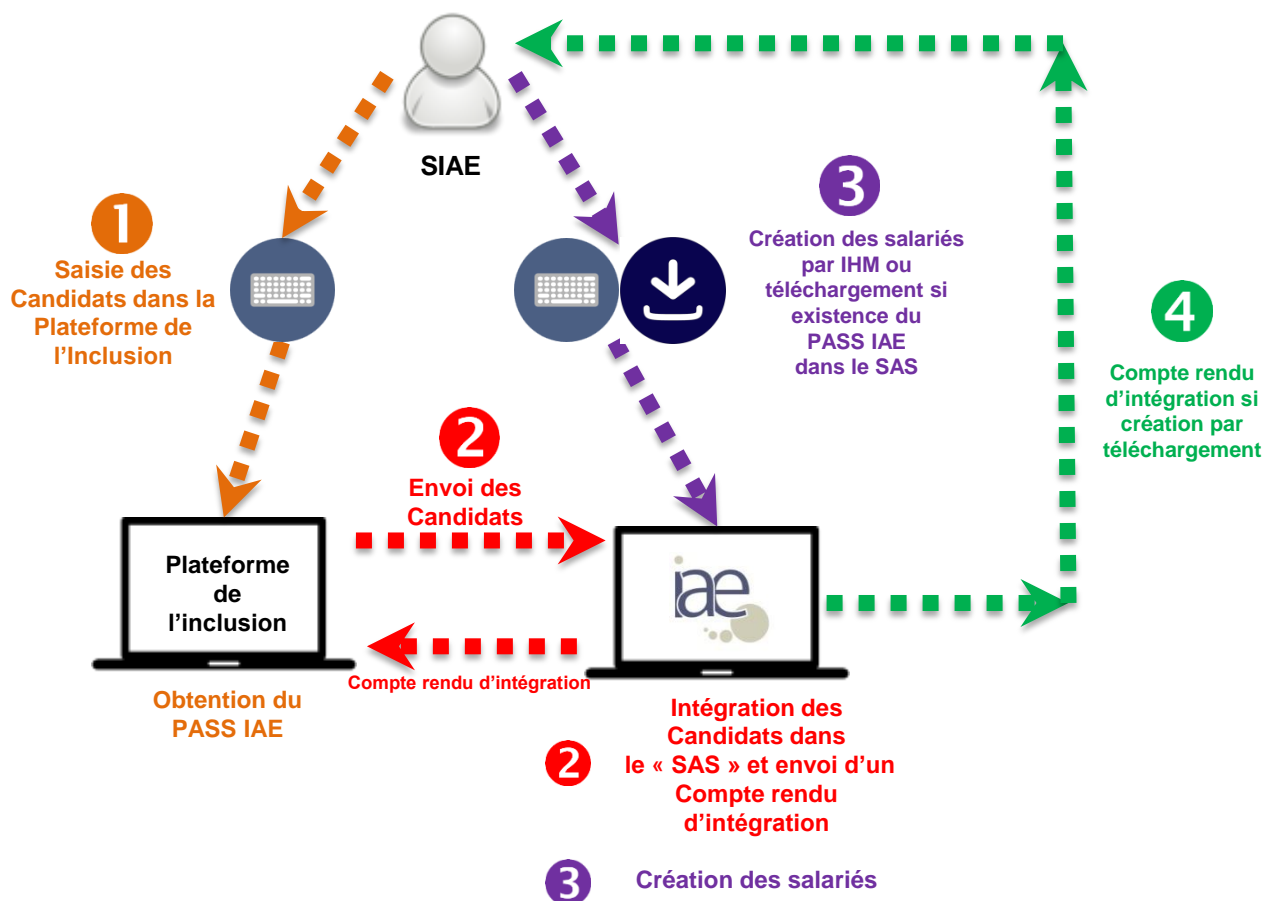 SIAE
1
Saisie des
Candidats dans la
Plateforme de
l’Inclusion
3
Création des salariés
par IHM ou
téléchargement si
existence du
PASS IAE
dans le SAS
4
Compte rendu
d’intégration si
création par
téléchargement
2
Envoi des
Candidats
Plateforme
de
l’inclusion
iae
Compte rendu d’intégration
Obtention du
PASS IAE
2
Intégration des
Candidats dans
le « SAS » et envoi d’un
Compte rendu
d’intégration
3
Création des salariés